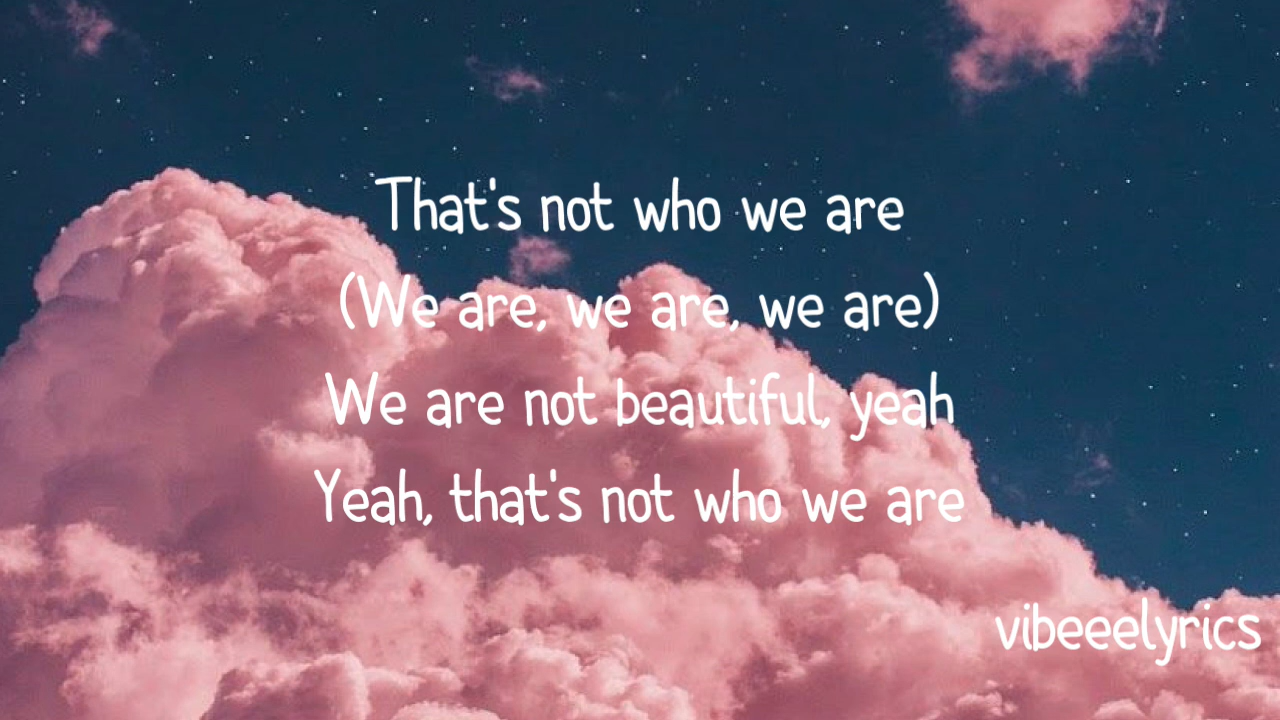 That's not who we are
(We are, we are, we are)
We are not beautiful, yeah
Yeah, that's not who we are
vibeeelyrics